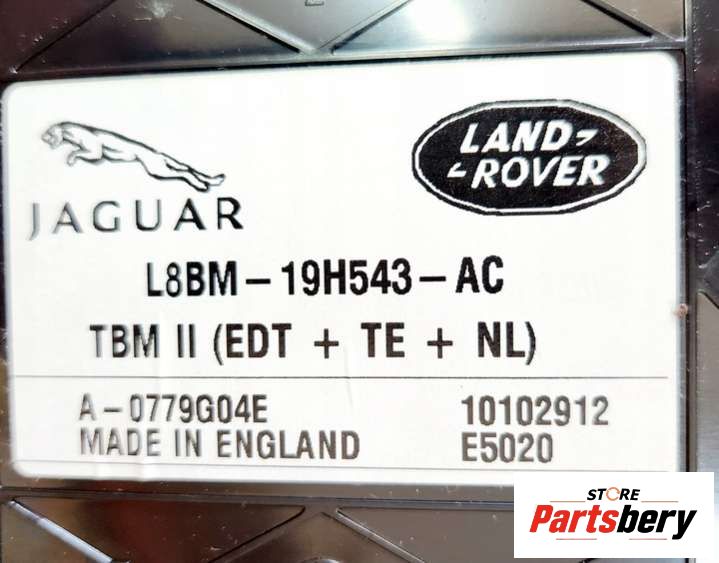 JAGUAR
LAND
ROVER
L8BM-19H543-AC
TBM II (EDT + TE + NL)
A-0779G04E 10102912
MADE IN ENGLAND E5020
STORE
Partsbery